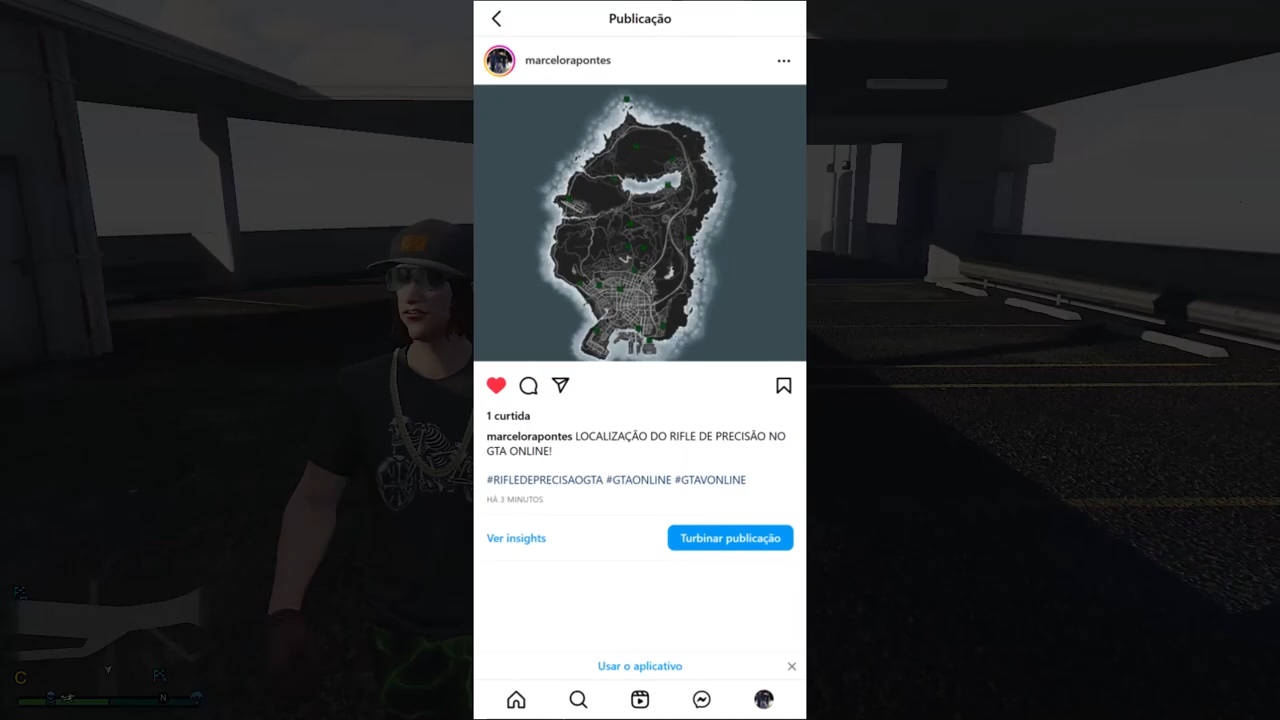 Publicação
marcelorapontes
1 curtida
marcelorapontes LOCALIZAÇÃO DO RIFLE DE PRECISÃO NO
GTA ONLINE!
#RIFLEDEPRECISAOGTA #GTAONLINE #GTAVONLINE
HÁ 3 MINUTOS
Ver insights
Turbinar publicação
Usar o aplicativo
C
N